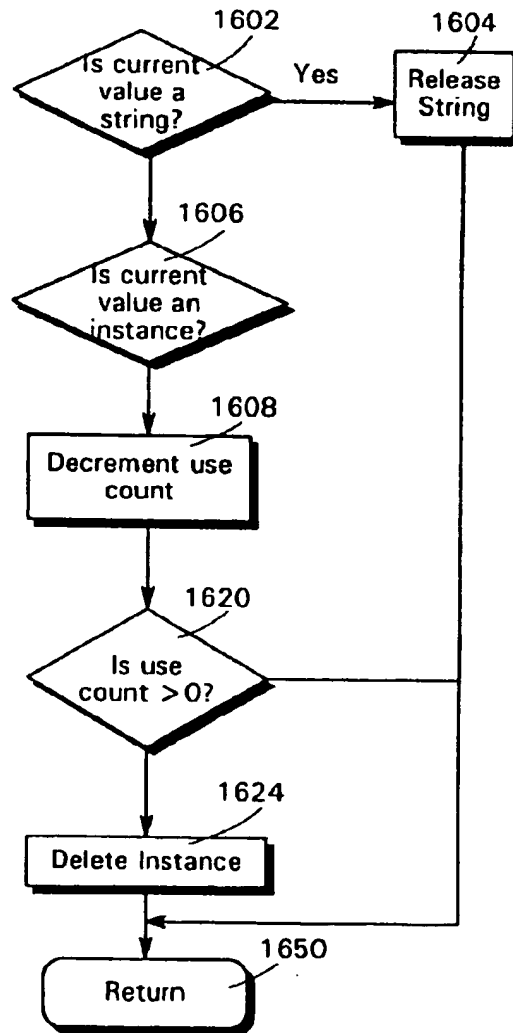 1602
Is current
value a
string?
Yes
1604
Release
String
1606
Is current
value an
instance?
1608
Decrement use
count
1620
Is use
count >0?
1624
Delete Instance
1650
Return